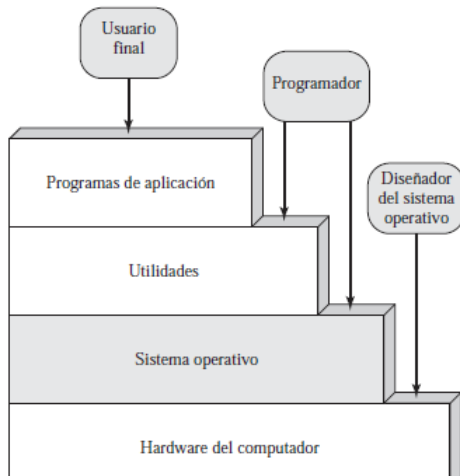 Usuario
final
Programador
Diseñador
del sistema
operativo
Programas de aplicación
Utilidades
Sistema operativo
Hardware del computador